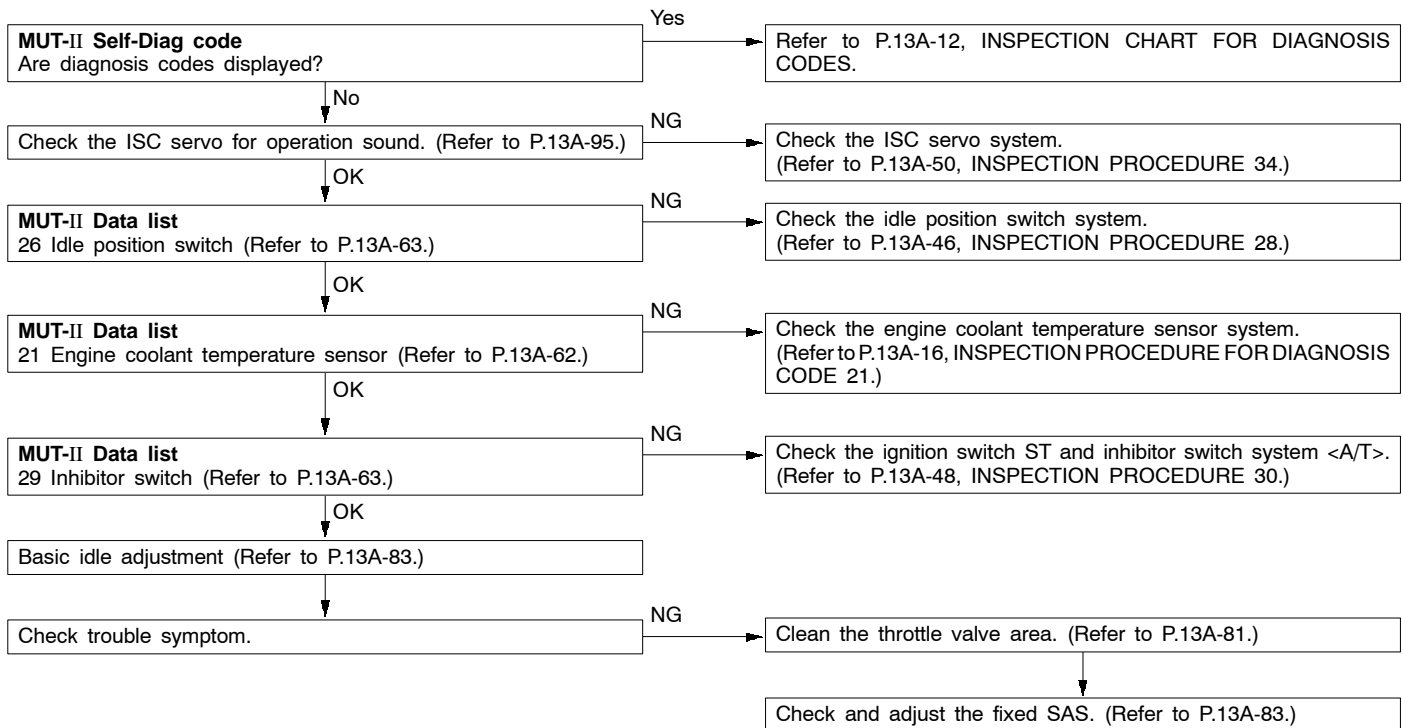 MUT-II Self-Diag code
Are diagnosis codes displayed?
Yes
Refer to P.13A-12, INSPECTION CHART FOR DIAGNOSIS
CODES.
No
Check the ISC servo for operation sound. (Refer to P.13A-95.)
NG
Check the ISC servo system.
(Refer to P.13A-50, INSPECTION PROCEDURE 34.)
OK
MUT-II Data list
26 Idle position switch (Refer to P.13A-63.)
NG
Check the idle position switch system.
(Refer to P.13A-46, INSPECTION PROCEDURE 28.)
OK
MUT-II Data list
21 Engine coolant temperature sensor (Refer to P.13A-62.)
NG
Check the engine coolant temperature sensor system.
(Refer to P.13A-16, INSPECTION PROCEDURE FOR DIAGNOSIS
CODE 21.)
OK
MUT-II Data list
29 Inhibitor switch (Refer to P.13A-63.)
NG
Check the ignition switch ST and inhibitor switch system <A/T>.
(Refer to P.13A-48, INSPECTION PROCEDURE 30.)
OK
Basic idle adjustment (Refer to P.13A-83.)
Check trouble symptom.
NG
Clean the throttle valve area. (Refer to P.13A-81.)
Check and adjust the fixed SAS. (Refer to P.13A-83.)